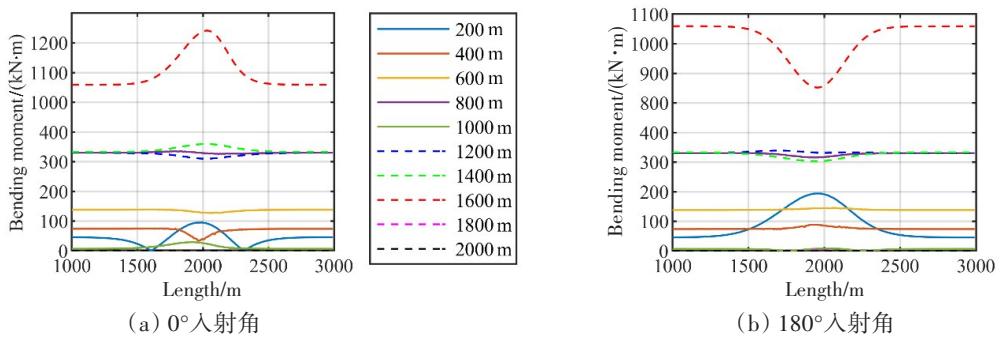 Bending moment/(kN·m)
1200
1100
1000
400
300
200
100
0
1000
1500
2000
2500
3000
Length/m
(a) 0°入射角
200 m
400 m
600 m
800 m
1000 m
1200 m
1400 m
1600 m
1800 m
2000 m
Bending moment/(kN·m)
1100
1000
900
800
400
300
200
100
0
1000
1500
2000
2500
3000
Length/m
(b) 180°入射角